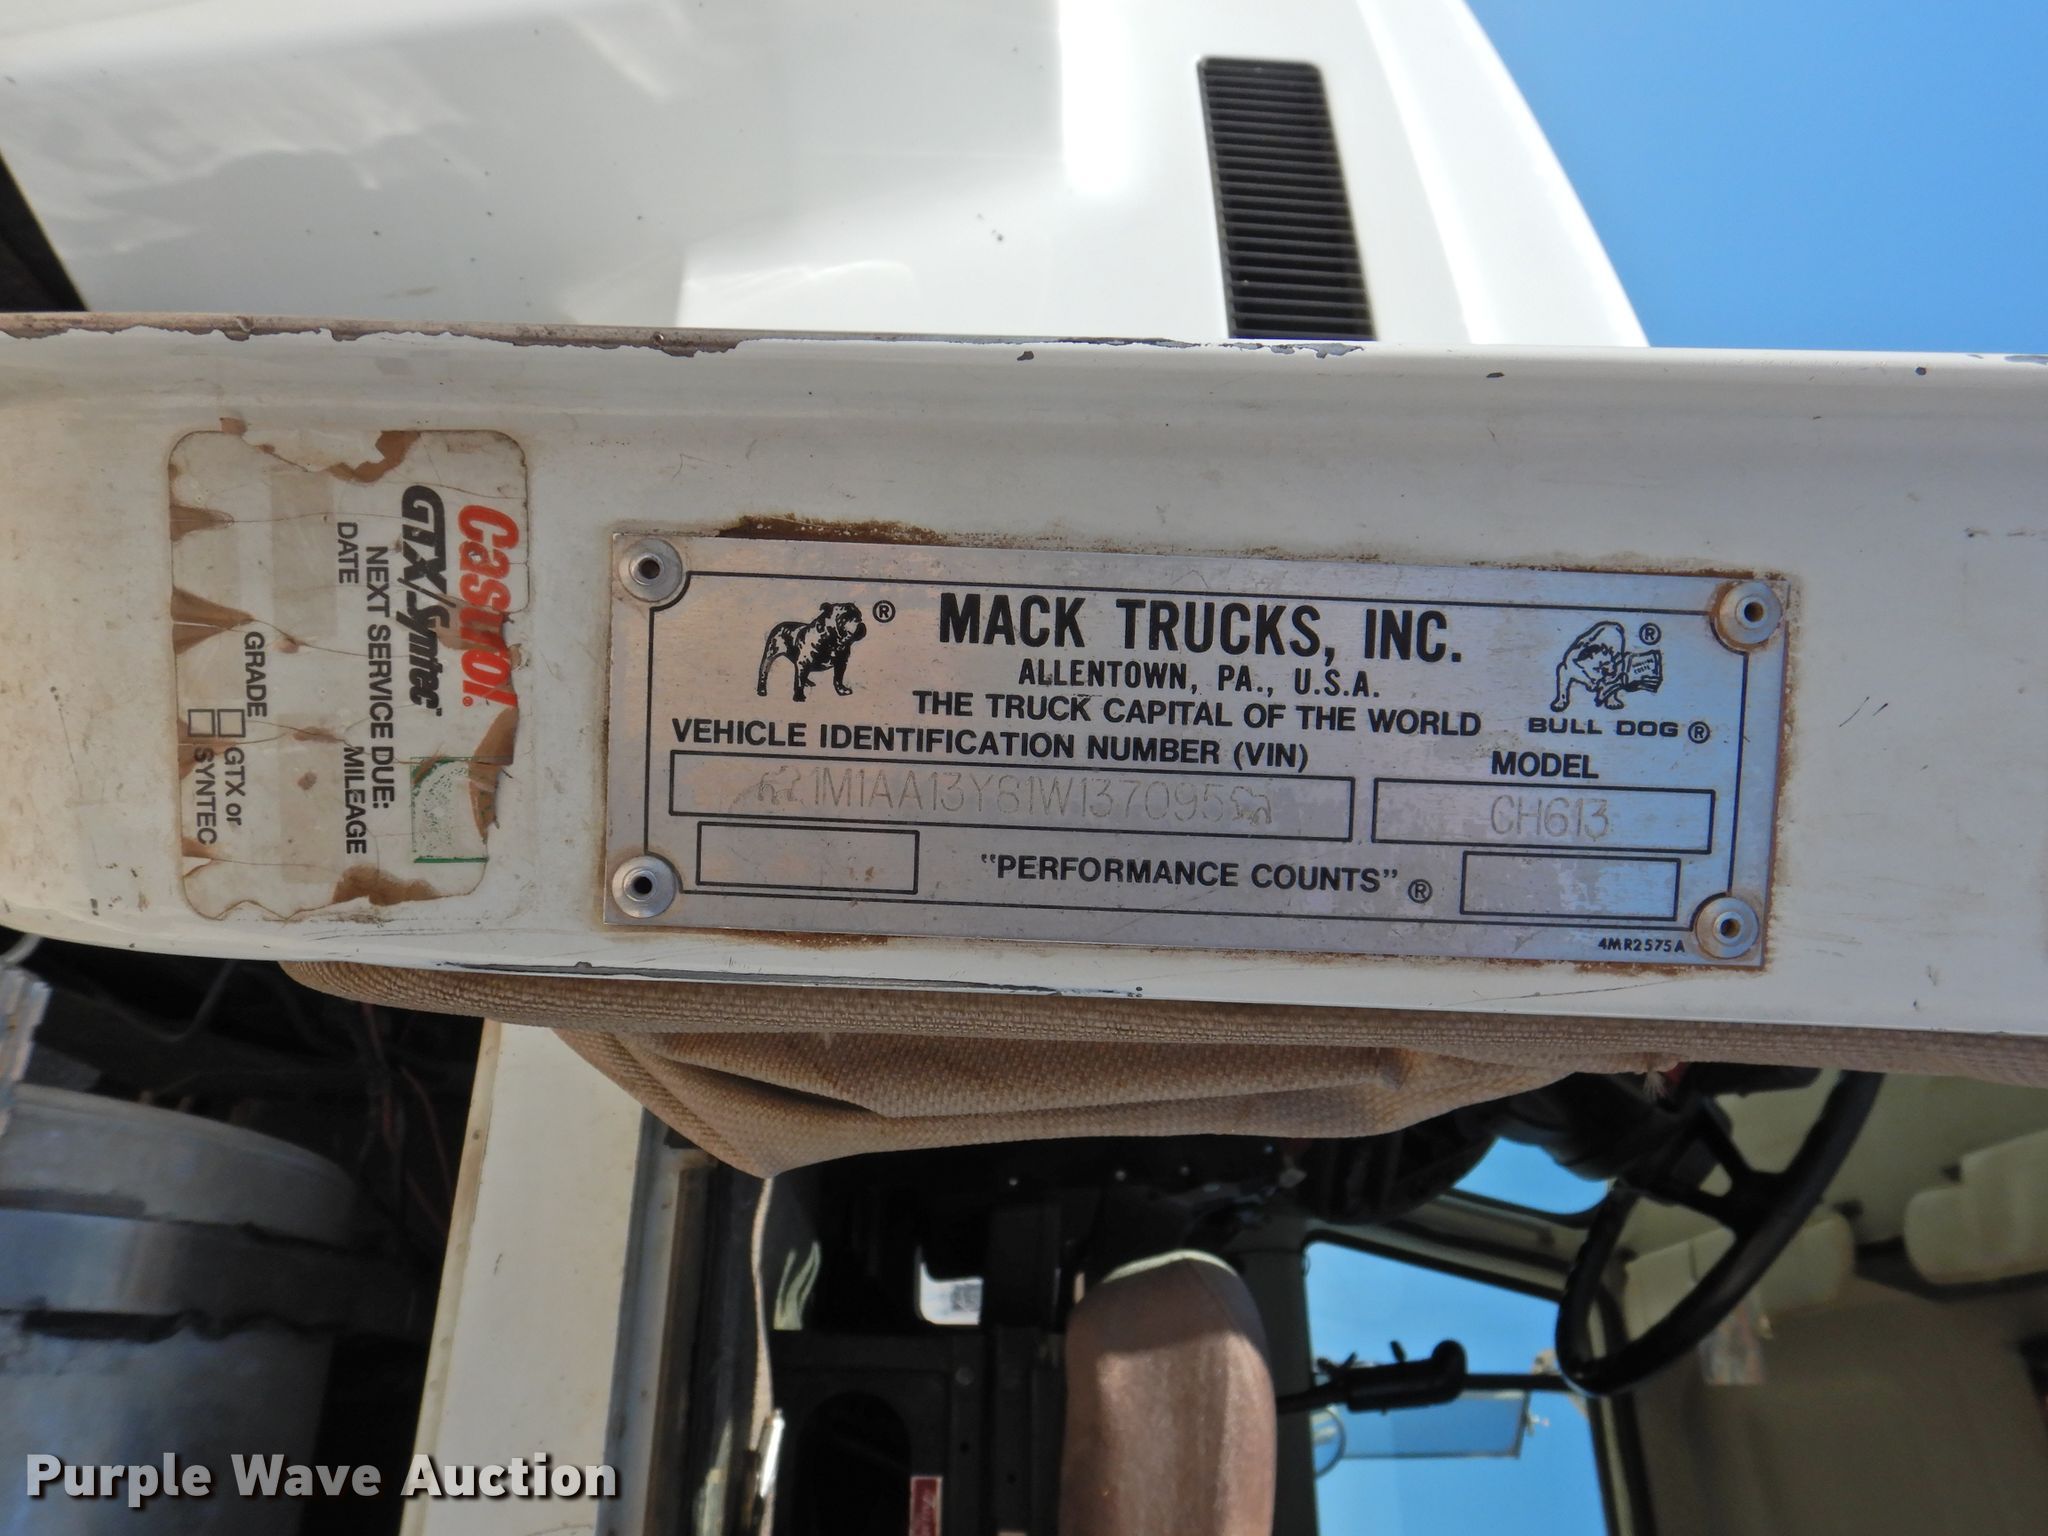 MACK TRUCKS, INC.
ALLENTOWN, PA., U.S.A.
THE TRUCK CAPITAL OF THE WORLD
BULL DOG ®
VEHICLE IDENTIFICATION NUMBER (VIN)
MODEL
1M1AA13Y81W137095
CH613
"PERFORMANCE COUNTS" ®
4MR2575A
Castrol®
GTX/Syntec™
NEXT SERVICE DUE:
DATE MILEAGE
GRADE GTX or
SYNTEC
Purple Wave Auction